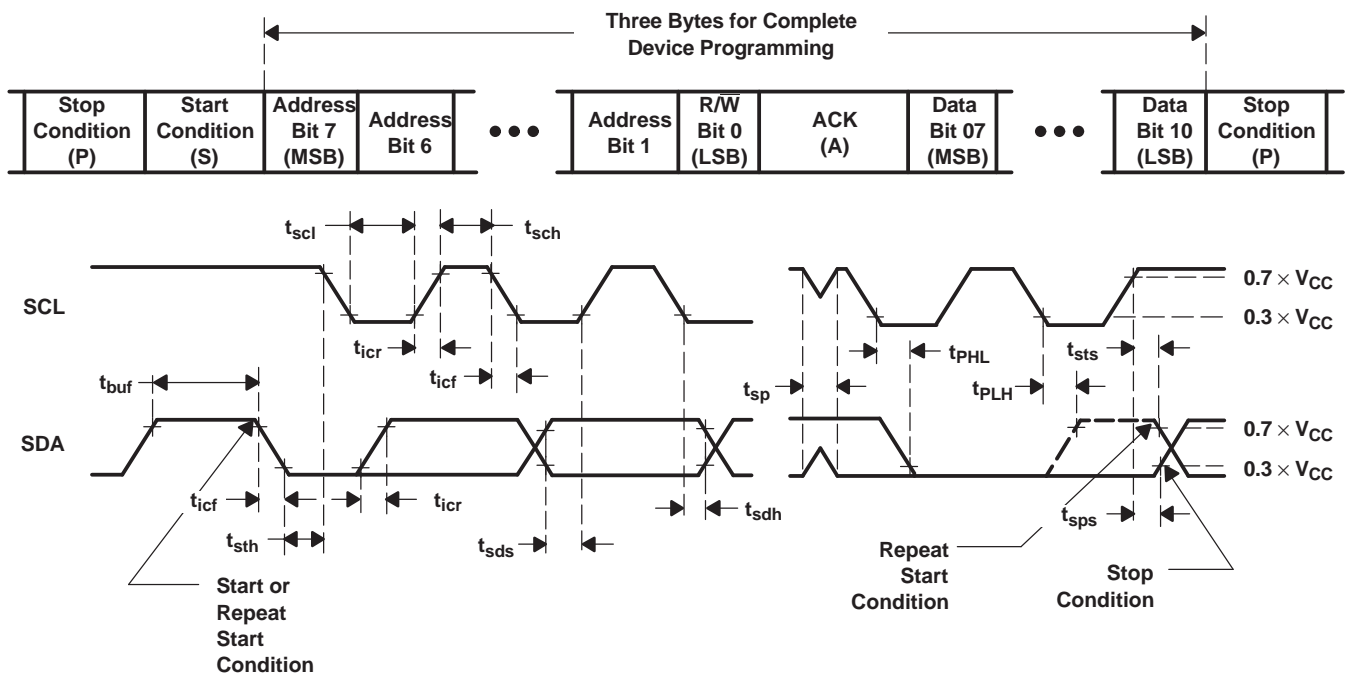 Three Bytes for Complete
Device Programming
Stop
Condition
(P)
Start
Condition
(S)
Address
Bit 7
(MSB)
Address
Bit 6
•••
Address
Bit 1
R/W̅
Bit 0
(LSB)
ACK
(A)
Data
Bit 07
(MSB)
•••
Data
Bit 10
(LSB)
Stop
Condition
(P)
tscl
tsch
SCL
0.7 × VCC
0.3 × VCC
ticr
tPHL
tsts
tbuf
ticf
tsp
tPLH
SDA
0.7 × VCC
0.3 × VCC
ticf
ticr
tsdh
tsth
tsds
tsps
Start or
Repeat
Start
Condition
Repeat
Start
Condition
Stop
Condition